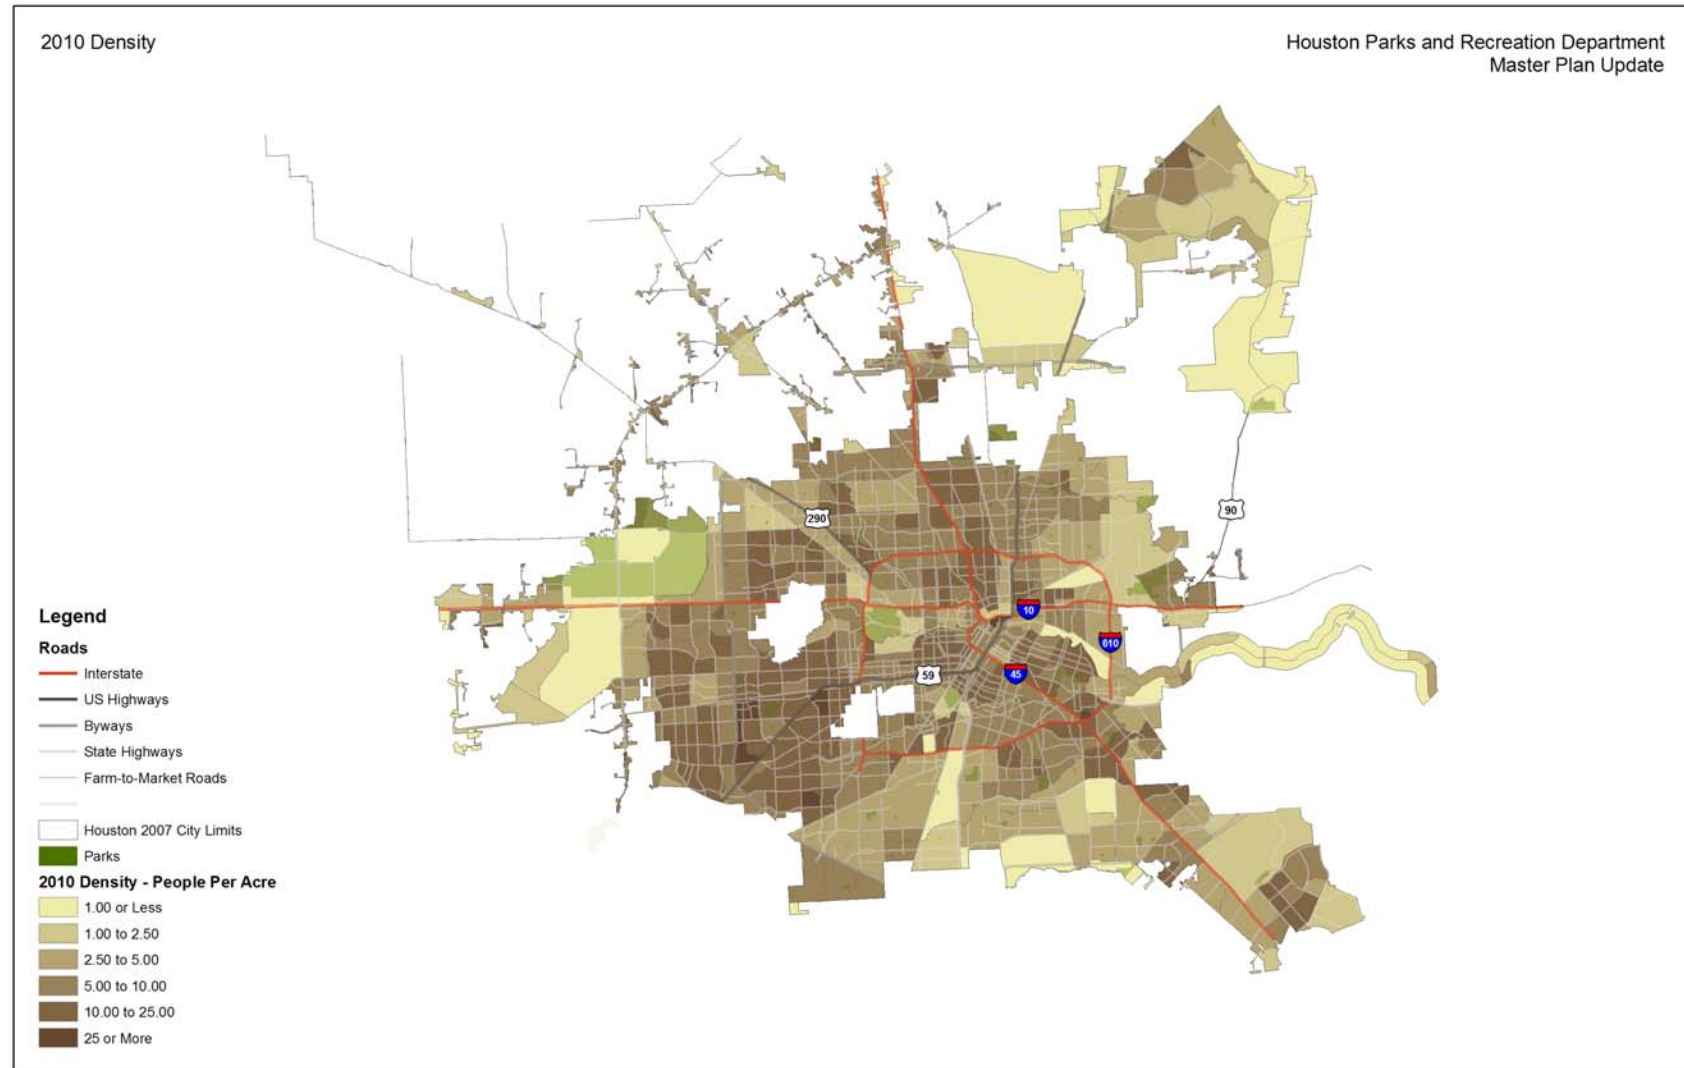 2010 Density
Houston Parks and Recreation Department
Master Plan Update
290
90
10
610
59
45
Legend
Roads
Interstate
US Highways
Byways
State Highways
Farm-to-Market Roads
Houston 2007 City Limits
Parks
2010 Density - People Per Acre
1.00 or Less
1.00 to 2.50
2.50 to 5.00
5.00 to 10.00
10.00 to 25.00
25 or More